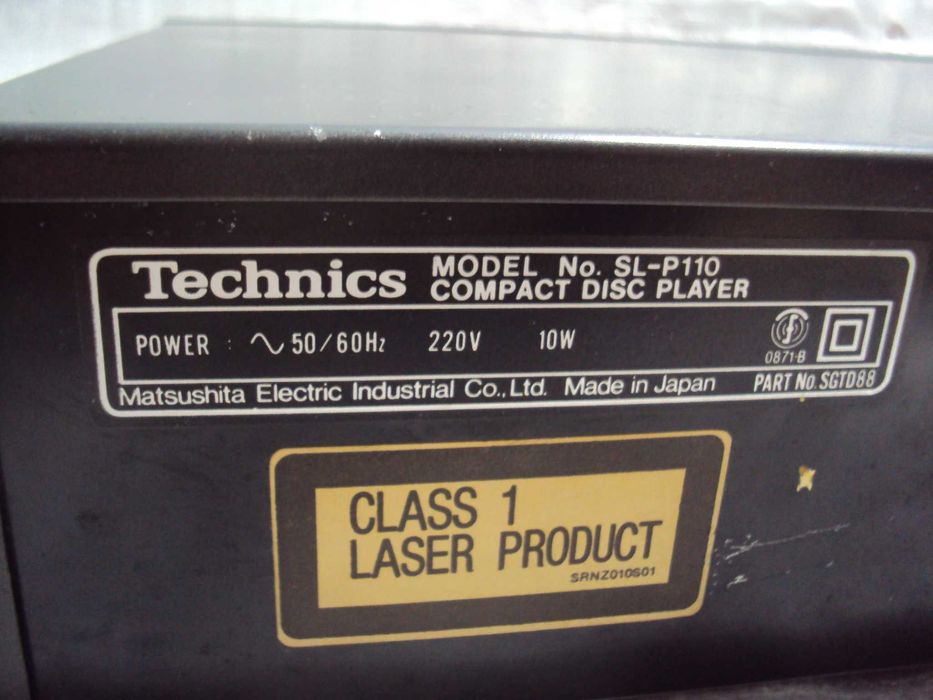 Technics MODEL No. SL-P110
COMPACT DISC PLAYER
POWER : ∿ 50/60Hz 220V 10W
0871-B
Matsushita Electric Industrial Co., Ltd. Made in Japan PART No. SGTD88
CLASS 1
LASER PRODUCT
SRNZ010S01